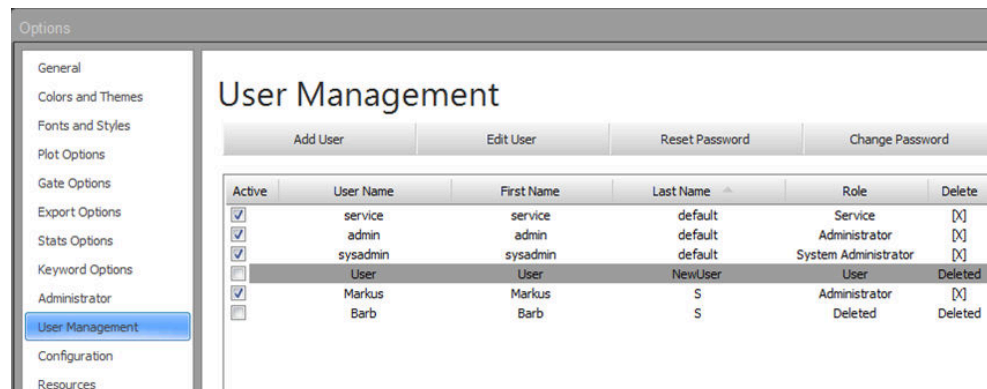 Options
General
Colors and Themes
Fonts and Styles
Plot Options
Gate Options
Export Options
Stats Options
Keyword Options
Administrator
User Management
Configuration
Resources
User Management
Add User Edit User Reset Password Change Password
Active User Name First Name Last Name Role Delete
service service default Service [X]
admin admin default Administrator [X]
sysadmin sysadmin default System Administrator [X]
User User NewUser User Deleted
Markus Markus S Administrator [X]
Barb Barb S Deleted Deleted